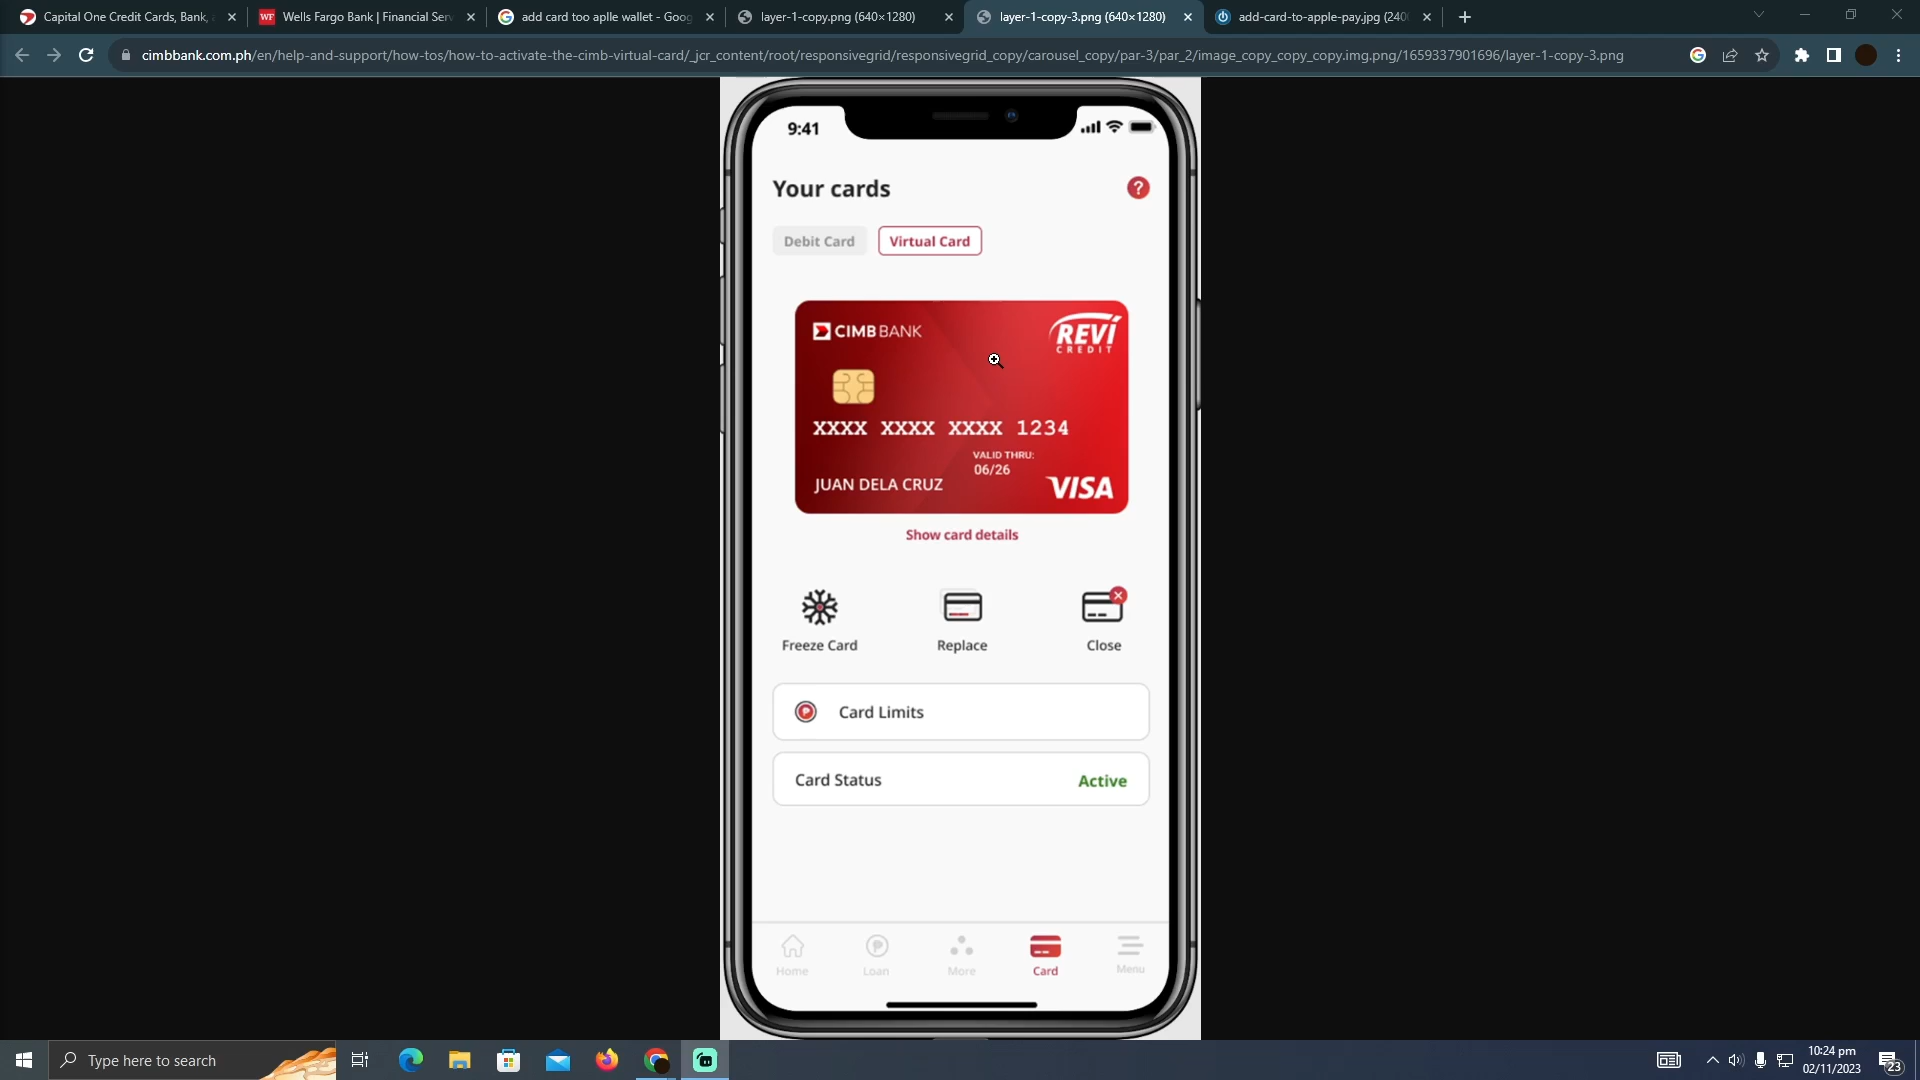 Capital One Credit Cards, Bank,
WF Wells Fargo Bank | Financial Serv
add card too aplle wallet - Goog
layer-1-copy.png (640×1280)
layer-1-copy-3.png (640×1280)
add-card-to-apple-pay.jpg (240
cimbbank.com.ph/en/help-and-support/how-tos/how-to-activate-the-cimb-virtual-card/_jcr_content/root/responsivegrid/responsivegrid_copy/carousel_copy/par-3/par_2/image_copy_copy_copy.img.png/1659337901696/layer-1-copy-3.png
9:41
Your cards
?
Debit Card
Virtual Card
CIMB BANK
REVI
CREDIT
XXXX XXXX XXXX 1234
VALID THRU:
06/26
JUAN DELA CRUZ
VISA
Show card details
Freeze Card
Replace
Close
Card Limits
Card Status
Active
Home
Loan
More
Card
Menu
Type here to search
10:24 pm
02/11/2023
23